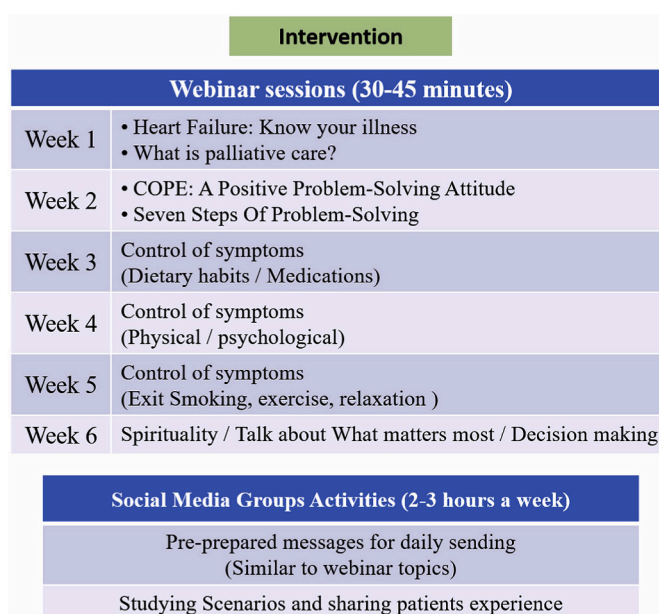 Intervention
Webinar sessions (30-45 minutes)
Week 1
• Heart Failure: Know your illness
• What is palliative care?
Week 2
• COPE: A Positive Problem-Solving Attitude
• Seven Steps Of Problem-Solving
Week 3
Control of symptoms
(Dietary habits / Medications)
Week 4
Control of symptoms
(Physical / psychological)
Week 5
Control of symptoms
(Exit Smoking, exercise, relaxation )
Week 6
Spirituality / Talk about What matters most / Decision making
Social Media Groups Activities (2-3 hours a week)
Pre-prepared messages for daily sending
(Similar to webinar topics)
Studying Scenarios and sharing patients experience